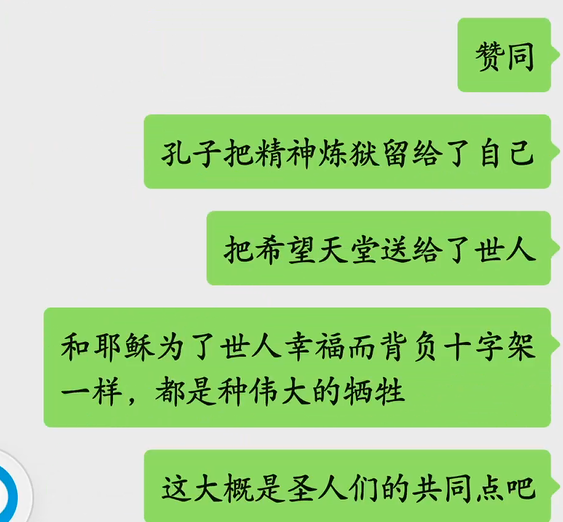 赞同
孔子把精神炼狱留给了自己
把希望天堂送给了世人
和耶稣为了世人幸福而背负十字架
一样，都是种伟大的牺牲
这大概是圣人们的共同点吧